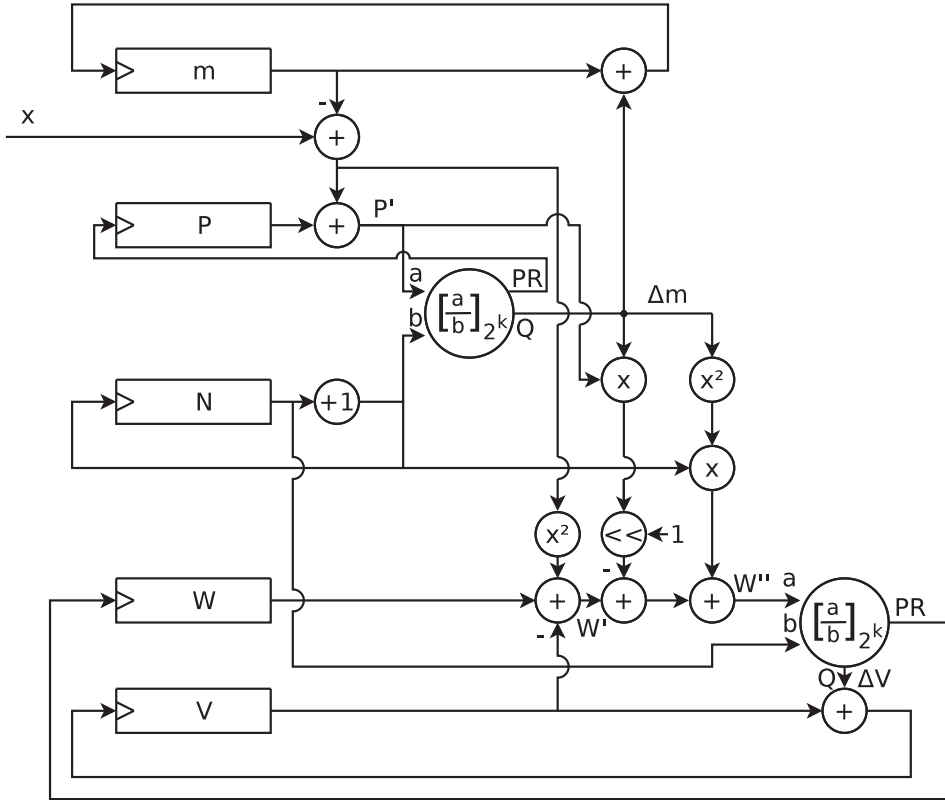 m
+
-
x
+
P
+
P'
a
b
[a/b]2^k
PR
Q
Δm
N
+1
x
x²
x
x²
<<
1
-
W
+
W'
+
+
W''
-
a
b
[a/b]2^k
PR
Q
ΔV
V
+